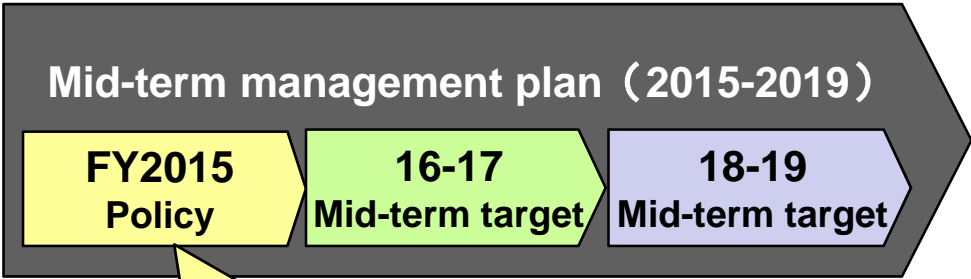 Mid-term management plan（2015-2019）
FY2015
Policy
16-17
Mid-term target
18-19
Mid-term target